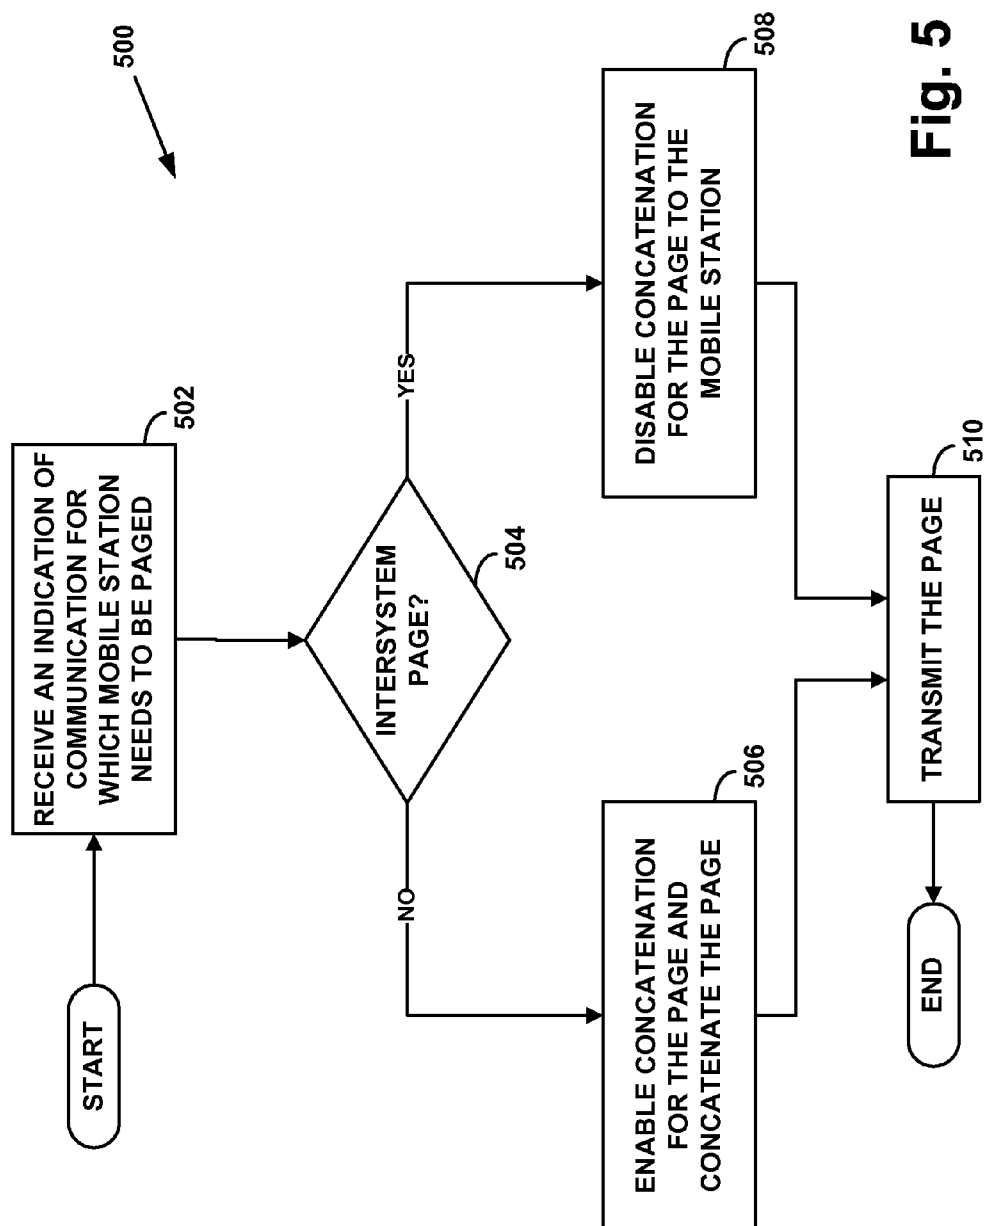 500
START
RECEIVE AN INDICATION OF
COMMUNICATION FOR
WHICH MOBILE STATION
NEEDS TO BE PAGED
502
INTERSYSTEM
PAGE?
504
NO
YES
ENABLE CONCATENATION
FOR THE PAGE AND
CONCATENATE THE PAGE
506
DISABLE CONCATENATION
FOR THE PAGE TO THE
MOBILE STATION
508
TRANSMIT THE PAGE
510
END
Fig. 5